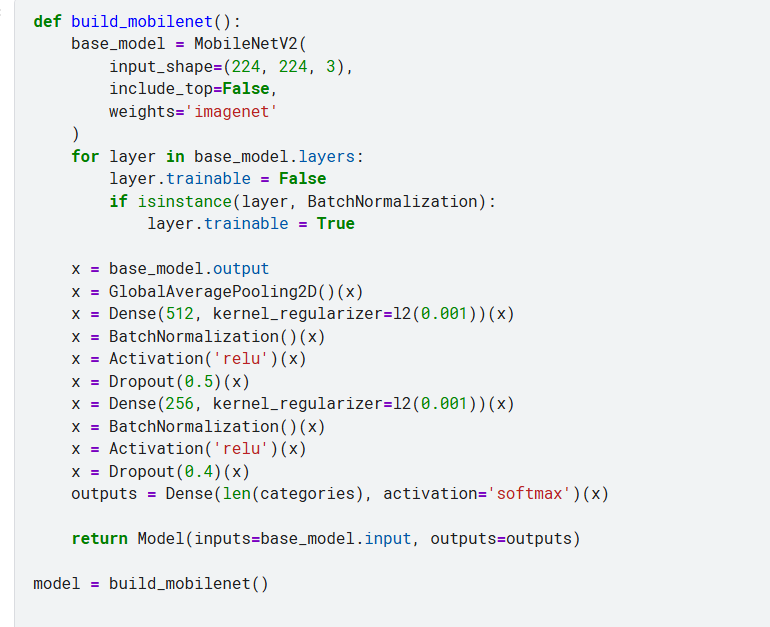 def build_mobilenet():
    base_model = MobileNetV2(
        input_shape=(224, 224, 3),
        include_top=False,
        weights='imagenet'
    )
    for layer in base_model.layers:
        layer.trainable = False
        if isinstance(layer, BatchNormalization):
            layer.trainable = True

    x = base_model.output
    x = GlobalAveragePooling2D()(x)
    x = Dense(512, kernel_regularizer=l2(0.001))(x)
    x = BatchNormalization()(x)
    x = Activation('relu')(x)
    x = Dropout(0.5)(x)
    x = Dense(256, kernel_regularizer=l2(0.001))(x)
    x = BatchNormalization()(x)
    x = Activation('relu')(x)
    x = Dropout(0.4)(x)
    outputs = Dense(len(categories), activation='softmax')(x)

    return Model(inputs=base_model.input, outputs=outputs)

model = build_mobilenet()